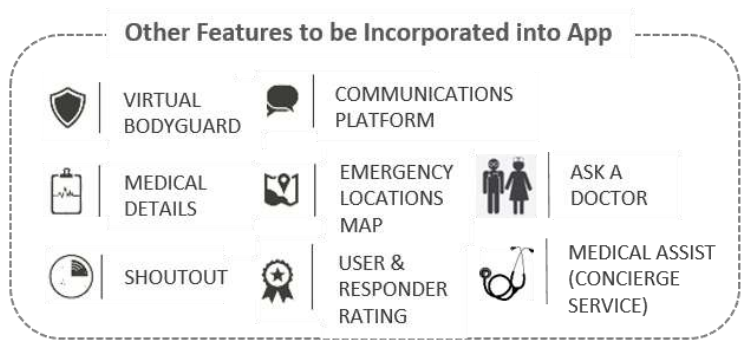 Other Features to be Incorporated into App
VIRTUAL
BODYGUARD
COMMUNICATIONS
PLATFORM
MEDICAL
DETAILS
EMERGENCY
LOCATIONS
MAP
ASK A
DOCTOR
SHOUTOUT
USER &
RESPONDER
RATING
MEDICAL ASSIST
(CONCIERGE
SERVICE)